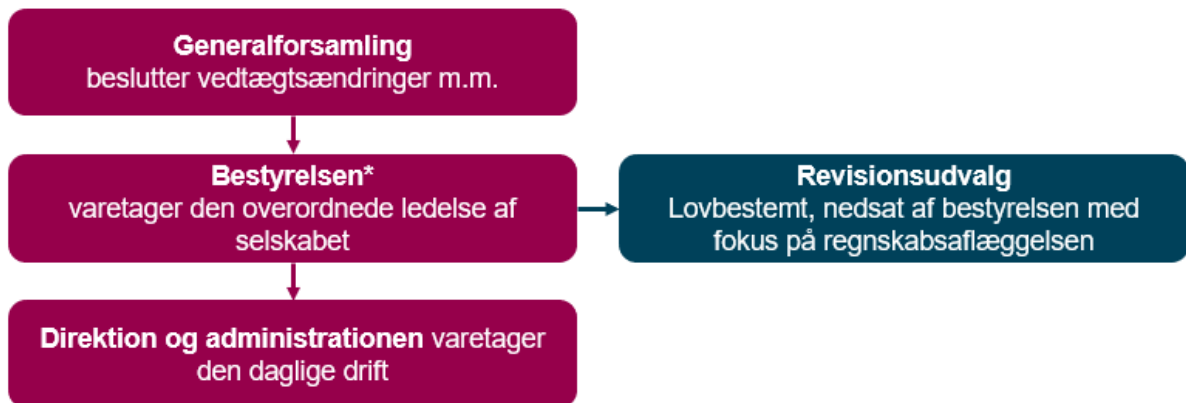 Generalforsamling
beslutter vedtægtsændringer m.m.
Bestyrelsen*
varetager den overordnede ledelse af
selskabet
Revisionsudvalg
Lovbestemt, nedsat af bestyrelsen med
fokus på regnskabsaflæggelsen
Direktion og administrationen varetager
den daglige drift